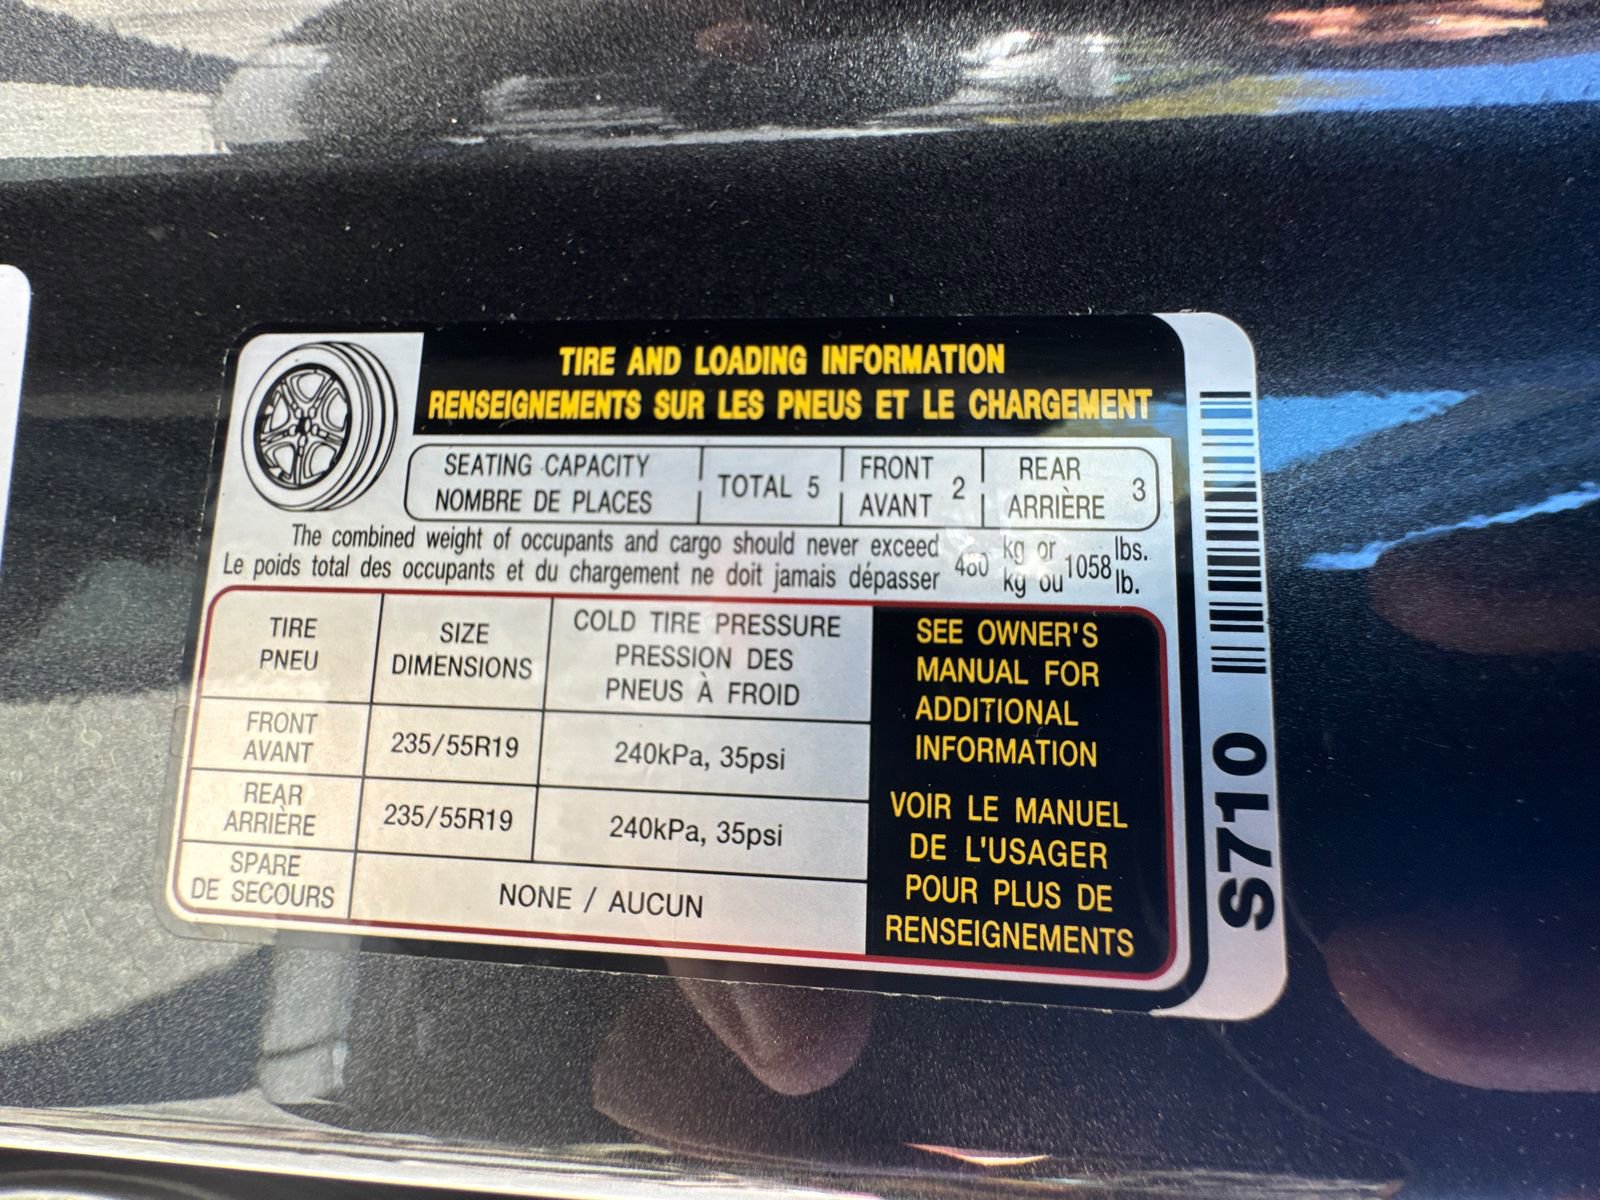 TIRE AND LOADING INFORMATION
RENSEIGNEMENTS SUR LES PNEUS ET LE CHARGEMENT
SEATING CAPACITY
NOMBRE DE PLACES
TOTAL 5
FRONT
AVANT
2
REAR
ARRIÈRE
3
The combined weight of occupants and cargo should never exceed
Le poids total des occupants et du chargement ne doit jamais dépasser
480
kg or
kg ou
1058
lbs.
lb.
TIRE
PNEU
SIZE
DIMENSIONS
COLD TIRE PRESSURE
PRESSION DES
PNEUS À FROID
FRONT
AVANT
235/55R19
240kPa, 35psi
REAR
ARRIÈRE
235/55R19
240kPa, 35psi
SPARE
DE SECOURS
NONE / AUCUN
SEE OWNER'S
MANUAL FOR
ADDITIONAL
INFORMATION
VOIR LE MANUEL
DE L'USAGER
POUR PLUS DE
RENSEIGNEMENTS
S710